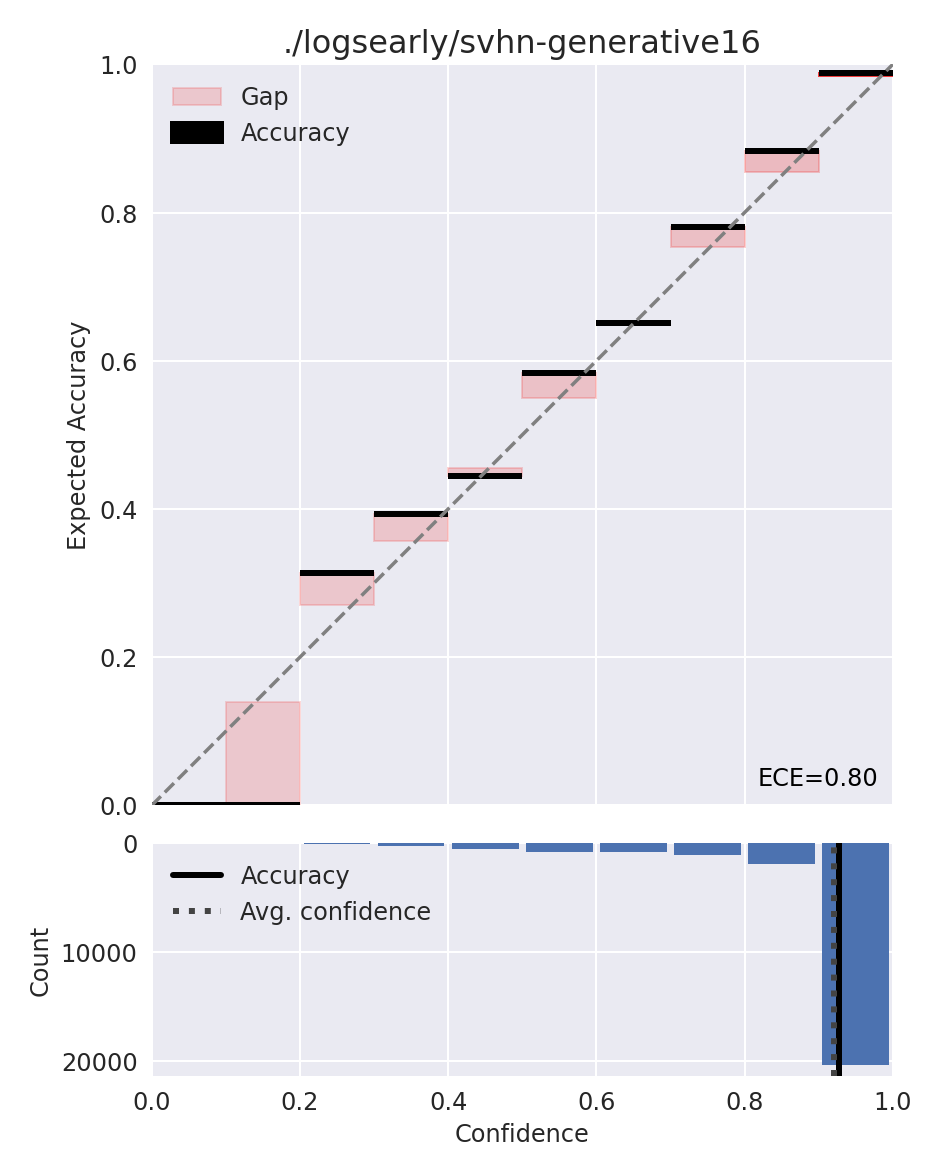 ./logsearly/svhn-generative16
1.0
Gap
Accuracy
0.8
0.6
Expected Accuracy
0.4
0.2
ECE=0.80
0.0
0
Accuracy
Avg. confidence
Count
10000
20000
0.0 0.2 0.4 0.6 0.8 1.0
Confidence